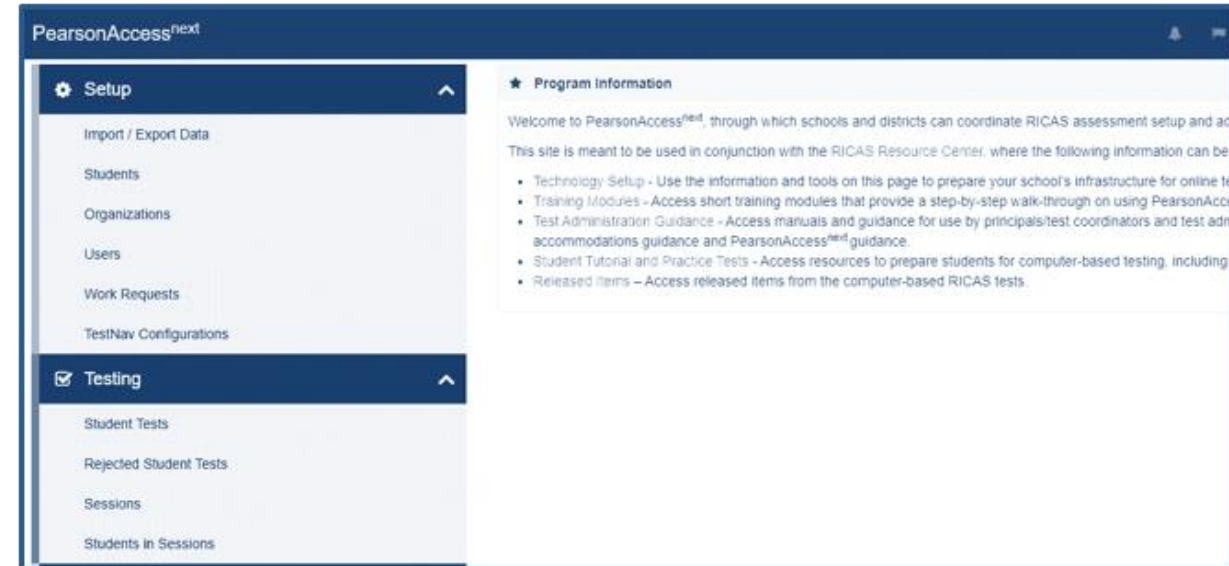 PearsonAccessnext
Setup
Import / Export Data
Students
Organizations
Users
Work Requests
TestNav Configurations
Testing
Student Tests
Rejected Student Tests
Sessions
Students in Sessions
Program Information
Welcome to PearsonAccessnext, through which schools and districts can coordinate RICAS assessment setup and
This site is meant to be used in conjunction with the RICAS Resource Center, where the following information can be
• Technology Setup - Use the information and tools on this page to prepare your school's infrastructure for online
• Training Modules - Access short training modules that provide a step-by-step walk-through on using
• Test Administration Guidance - Access manuals and guidance for use by principals/test coordinators and test
accommodations guidance and PearsonAccessnext guidance.
• Student Tutorial and Practice Tests - Access resources to prepare students for computer-based testing, including
• Released Items – Access released items from the computer-based RICAS tests.